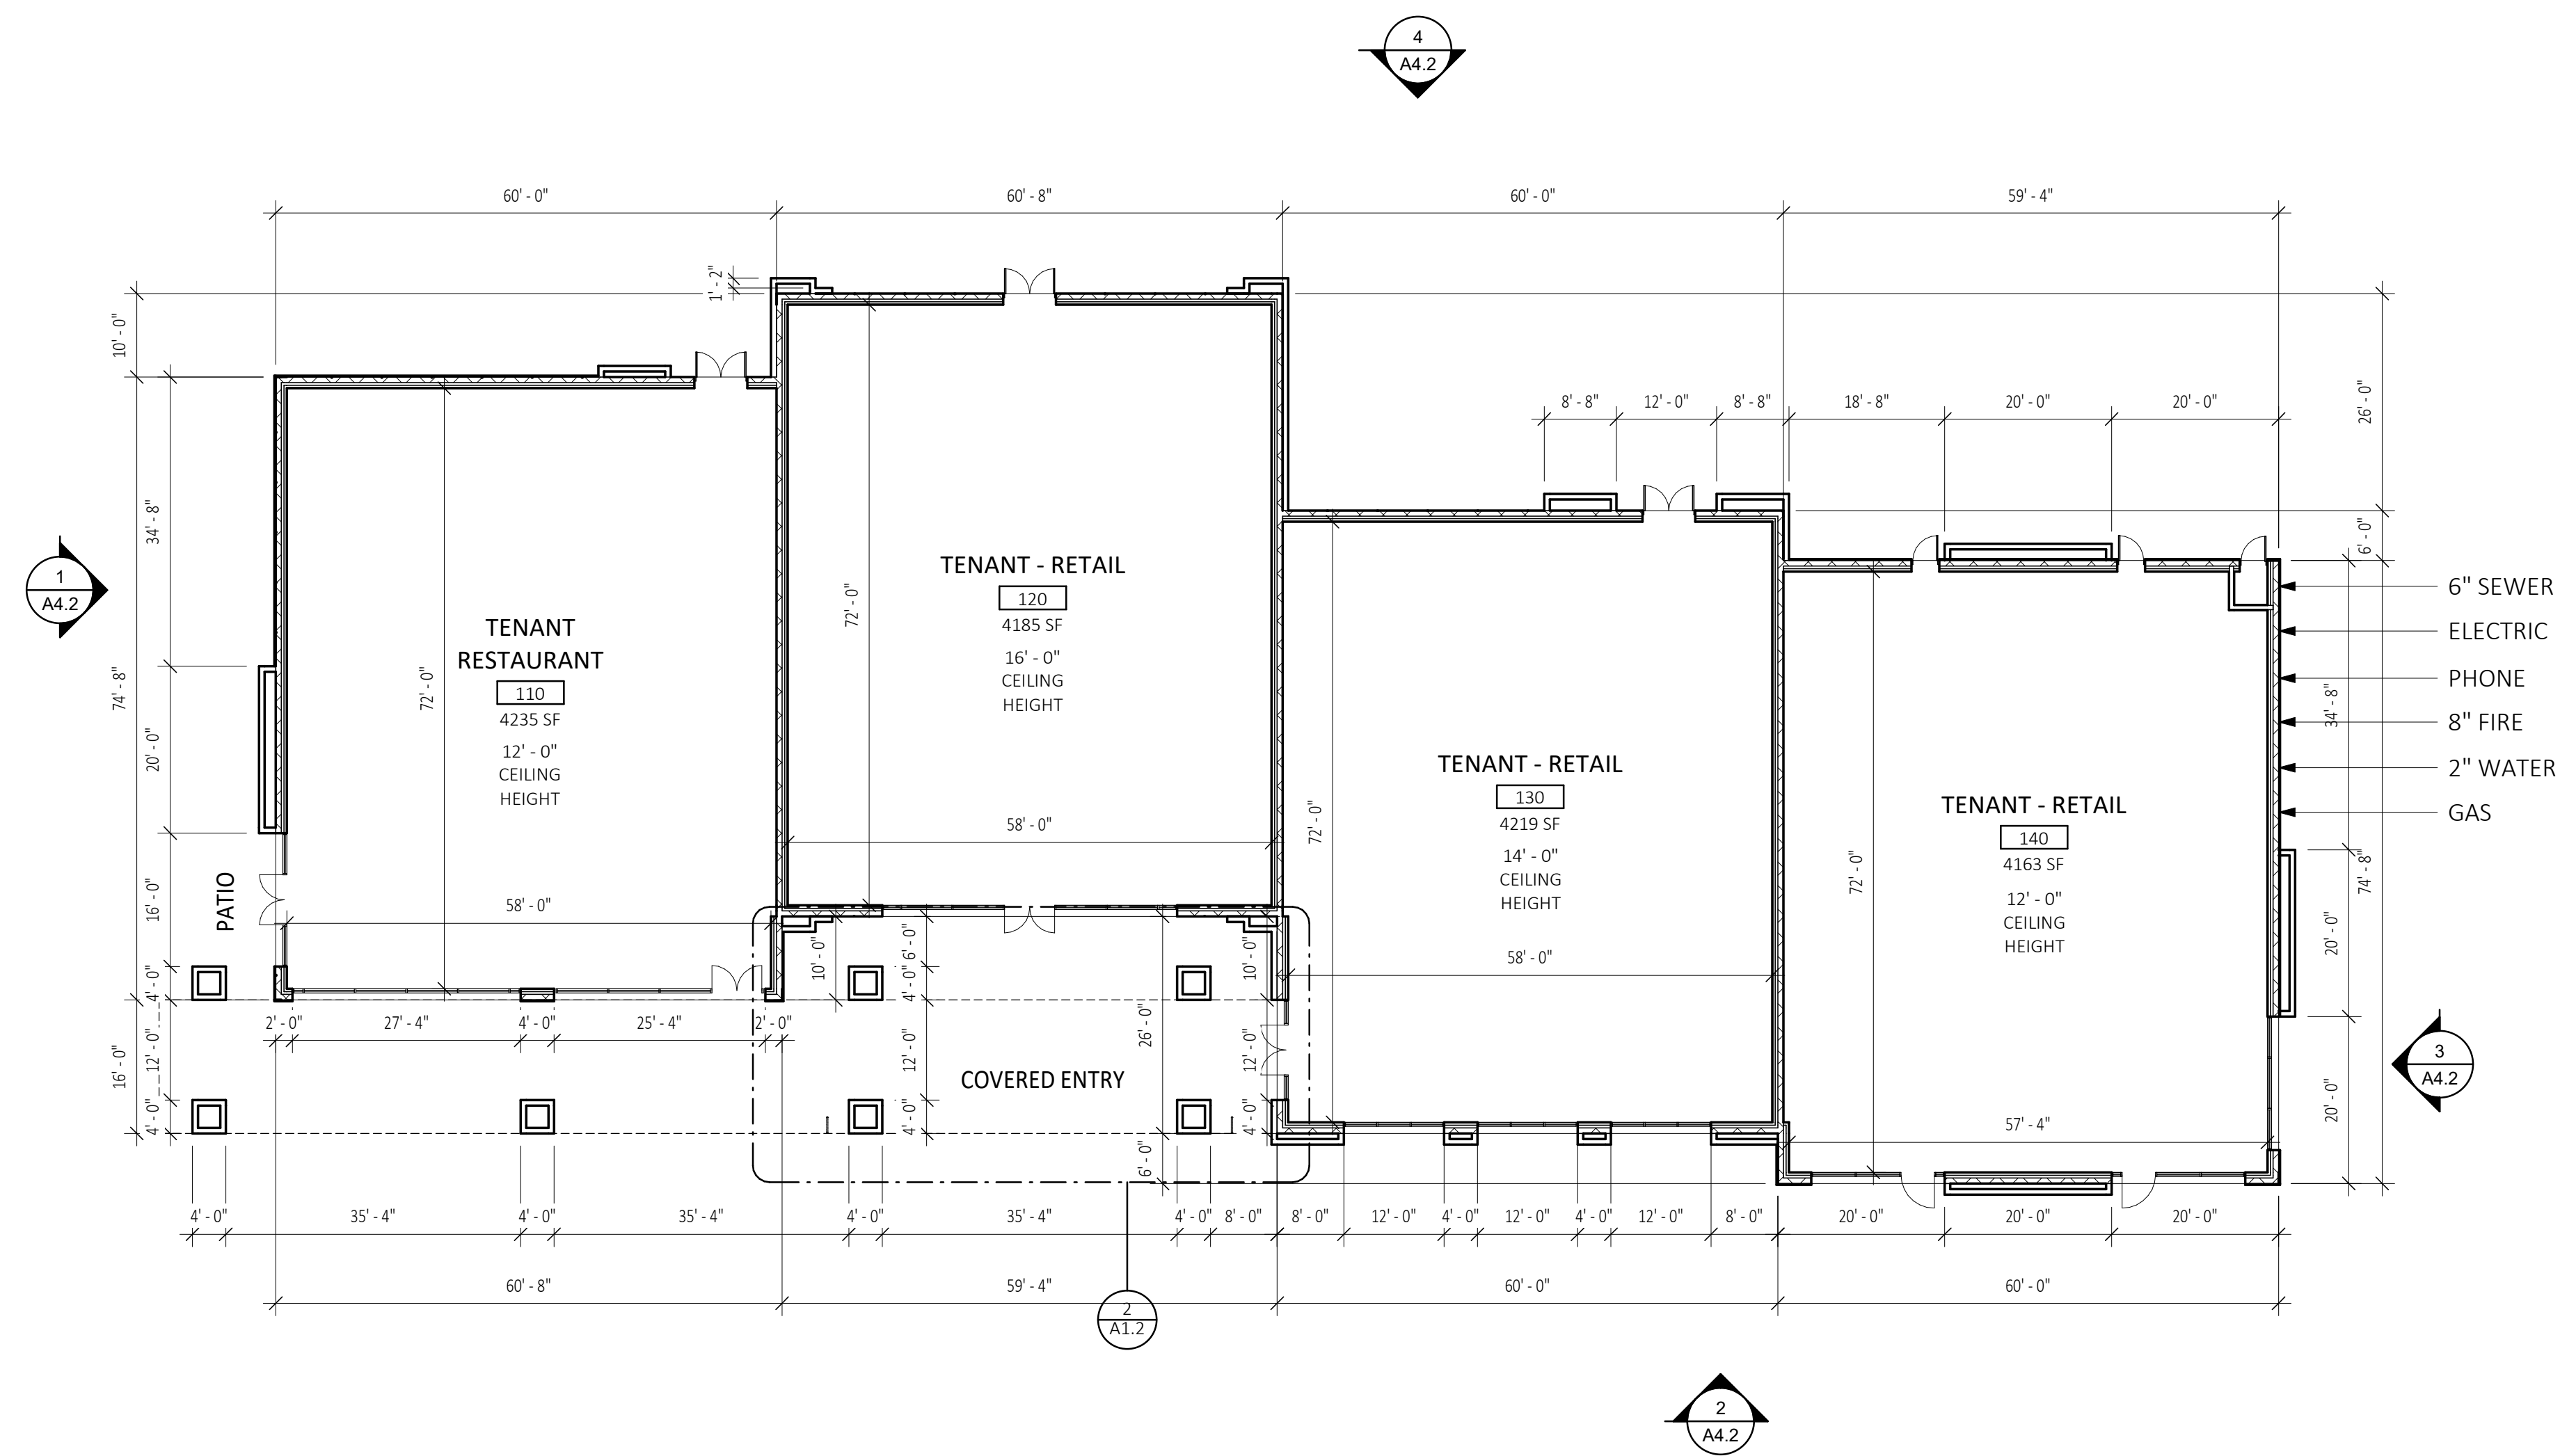 4
A4.2
60' - 0"
60' - 8"
60' - 0"
59' - 4"
1' - 2"
10' - 0"
26' - 0"
8' - 8"
12' - 0"
8' - 8"
18' - 8"
20' - 0"
20' - 0"
6' - 0"
34' - 8"
74' - 8"
20' - 0"
16' - 0"
4' - 0"
12' - 0"
4' - 0"
16' - 0"
1
A4.2
PATIO
TENANT
RESTAURANT
110
4235 SF
12' - 0"
CEILING
HEIGHT
72' - 0"
58' - 0"
TENANT - RETAIL
120
4185 SF
16' - 0"
CEILING
HEIGHT
72' - 0"
58' - 0"
TENANT - RETAIL
130
4219 SF
14' - 0"
CEILING
HEIGHT
72' - 0"
58' - 0"
TENANT - RETAIL
140
4163 SF
12' - 0"
CEILING
HEIGHT
72' - 0"
57' - 4"
6" SEWER
ELECTRIC
PHONE
8" FIRE
2" WATER
GAS
34' - 8"
74' - 8"
20' - 0"
20' - 0"
3
A4.2
2' - 0"
27' - 4"
4' - 0"
25' - 4"
2' - 0"
10' - 0"
6' - 0"
4' - 0"
12' - 0"
4' - 0"
26' - 0"
6' - 0"
10' - 0"
12' - 0"
4' - 0"
COVERED ENTRY
4' - 0"
35' - 4"
4' - 0"
35' - 4"
4' - 0"
35' - 4"
4' - 0"
8' - 0"
8' - 0"
12' - 0"
4' - 0"
12' - 0"
4' - 0"
12' - 0"
8' - 0"
20' - 0"
20' - 0"
20' - 0"
60' - 8"
59' - 4"
60' - 0"
60' - 0"
2
A1.2
2
A4.2